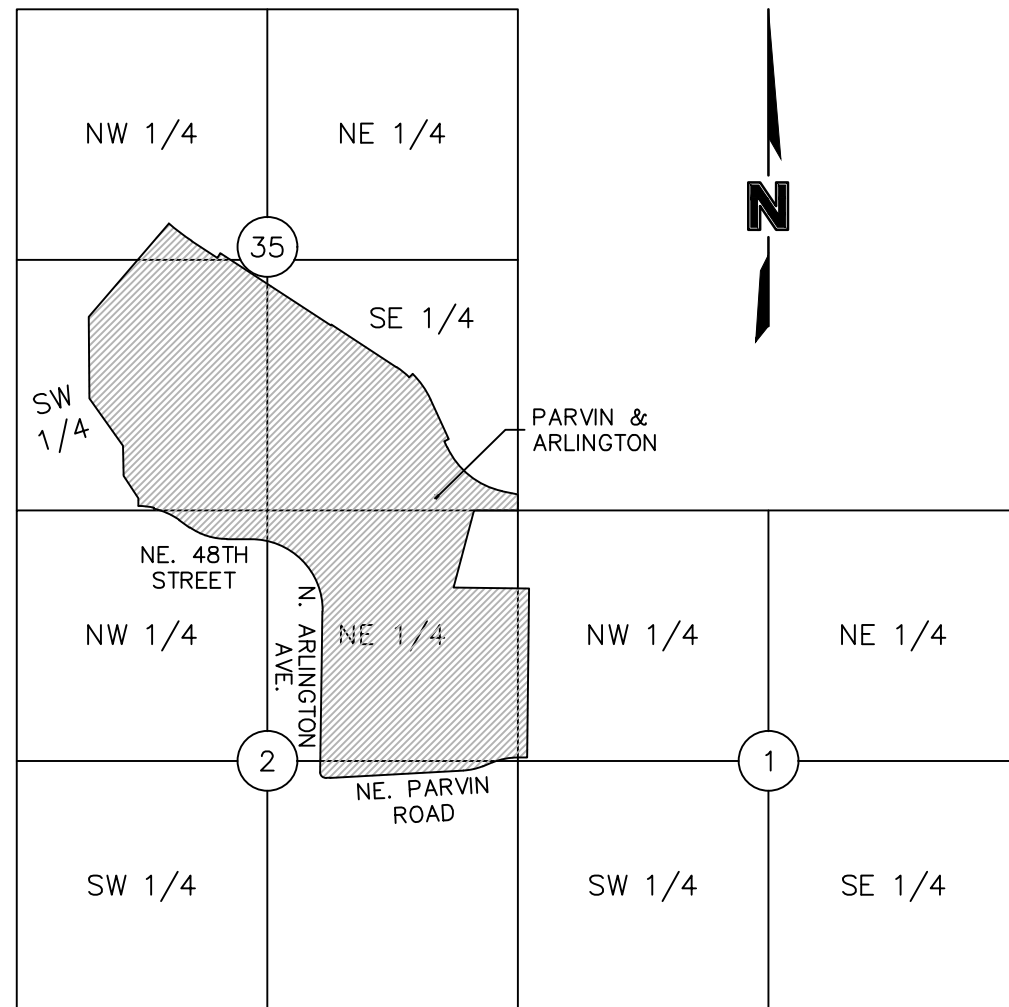 NW 1/4
NE 1/4
N
35
SE 1/4
SW
1/4
PARVIN &
ARLINGTON
NE. 48TH
STREET
NW 1/4
N. ARLINGTON
AVE.
NE 1/4
NW 1/4
NE 1/4
2
1
NE. PARVIN
ROAD
SW 1/4
SW 1/4
SE 1/4